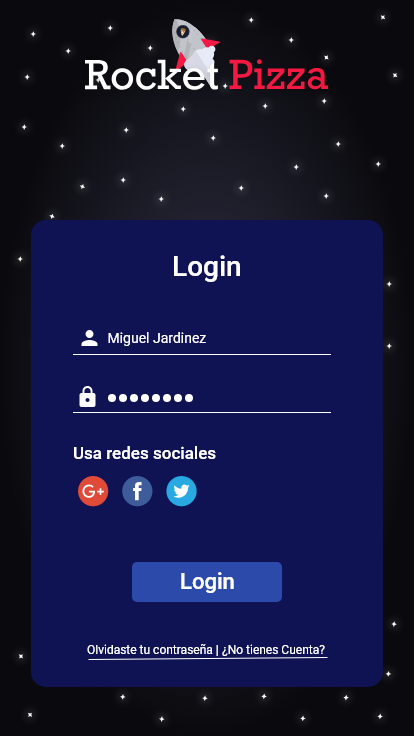 Rocket Pizza
Login
Miguel Jardinez
Usa redes sociales
G+ f
Login
Olvidaste tu contraseña | ¿No tienes Cuenta?